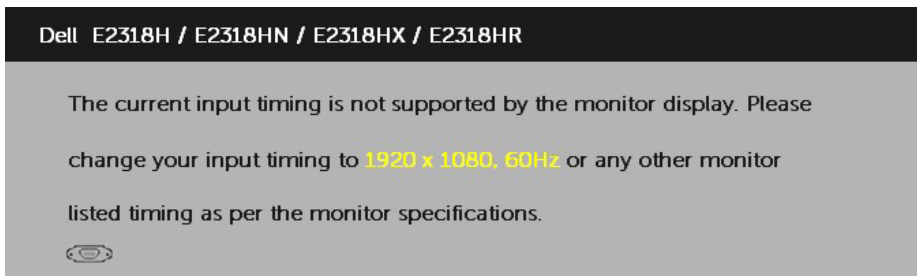 Dell E2318H / E2318HN / E2318HX / E2318HR
The current input timing is not supported by the monitor display. Please
change your input timing to 1920 x 1080, 60Hz or any other monitor
listed timing as per the monitor specifications.